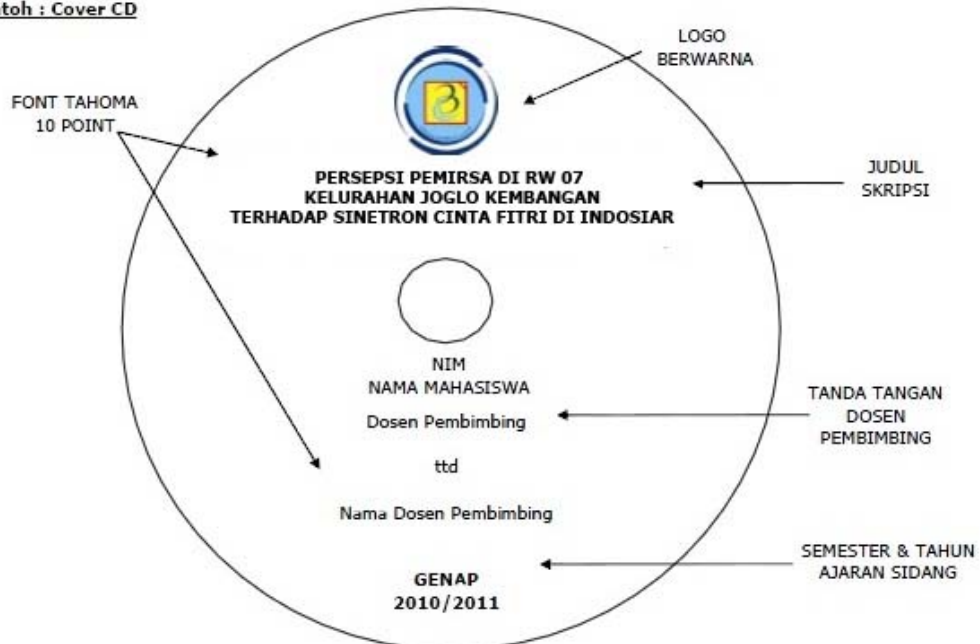 toh : Cover CD
LOGO
BERWARNA
FONT TAHOMA
10 POINT
PERSEPSI PEMIRSA DI RW 07
KELURAHAN JOGLO KEMBANGAN
TERHADAP SINETRON CINTA FITRI DI INDOSIAR
JUDUL
SKRIPSI
NIM
NAMA MAHASISWA
Dosen Pembimbing
ttd
Nama Dosen Pembimbing
TANDA TANGAN
DOSEN
PEMBIMBING
GENAP
2010/2011
SEMESTER & TAHUN
AJARAN SIDANG